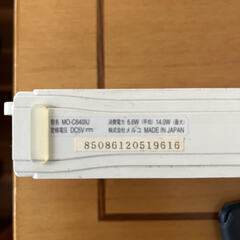 型名 MO-C640IU 消費電力 6.6W（平均）14.0W（最大）
定格電圧 DC5V ⎓ 株式会社 メルコ MADE IN JAPAN
85086120519616